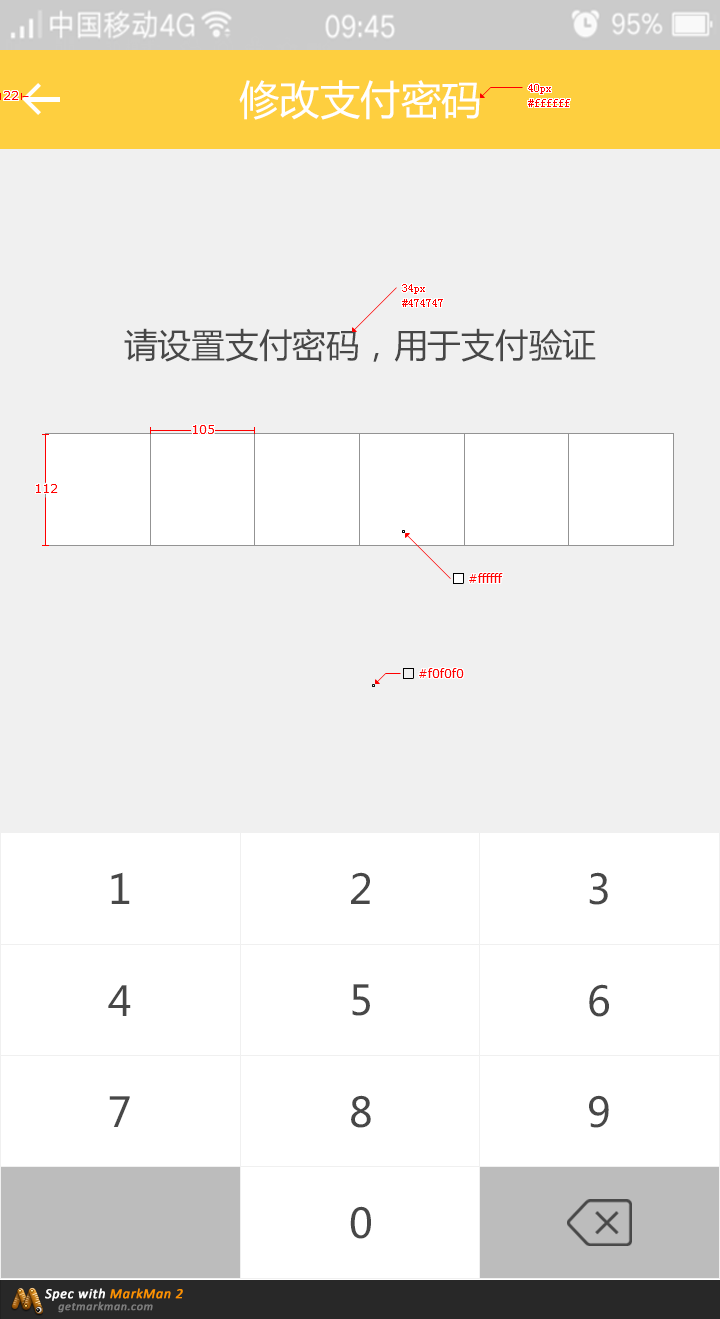 中国移动4G 09:45 95%
22 修改支付密码 40px
#ffffff
34px
#474747
请设置支付密码，用于支付验证
105
112
#ffffff
#f0f0f0
1 2 3
4 5 6
7 8 9
0
Spec with MarkMan 2
getmarkman.com